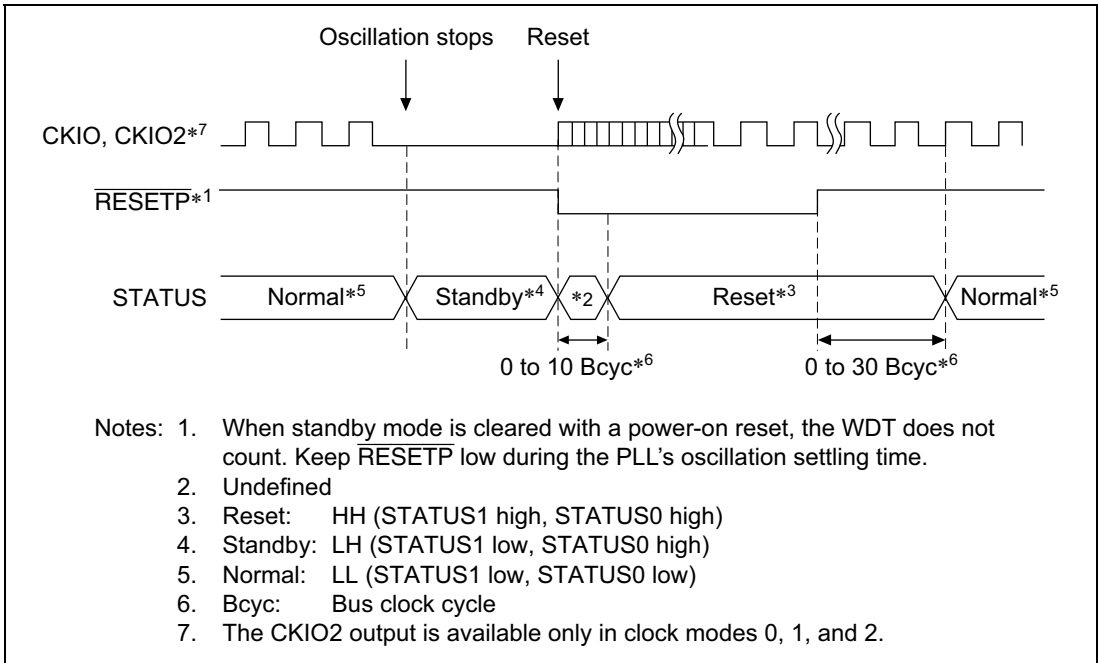 Oscillation stops Reset
CKIO, CKIO2*7
RESETP*1
STATUS Normal*5 Standby*4 *2 Reset*3 Normal*5
0 to 10 Bcyc*6 0 to 30 Bcyc*6
Notes: 1. When standby mode is cleared with a power-on reset, the WDT does not
count. Keep RESETP low during the PLL's oscillation settling time.
2. Undefined
3. Reset: HH (STATUS1 high, STATUS0 high)
4. Standby: LH (STATUS1 low, STATUS0 high)
5. Normal: LL (STATUS1 low, STATUS0 low)
6. Bcyc: Bus clock cycle
7. The CKIO2 output is available only in clock modes 0, 1, and 2.